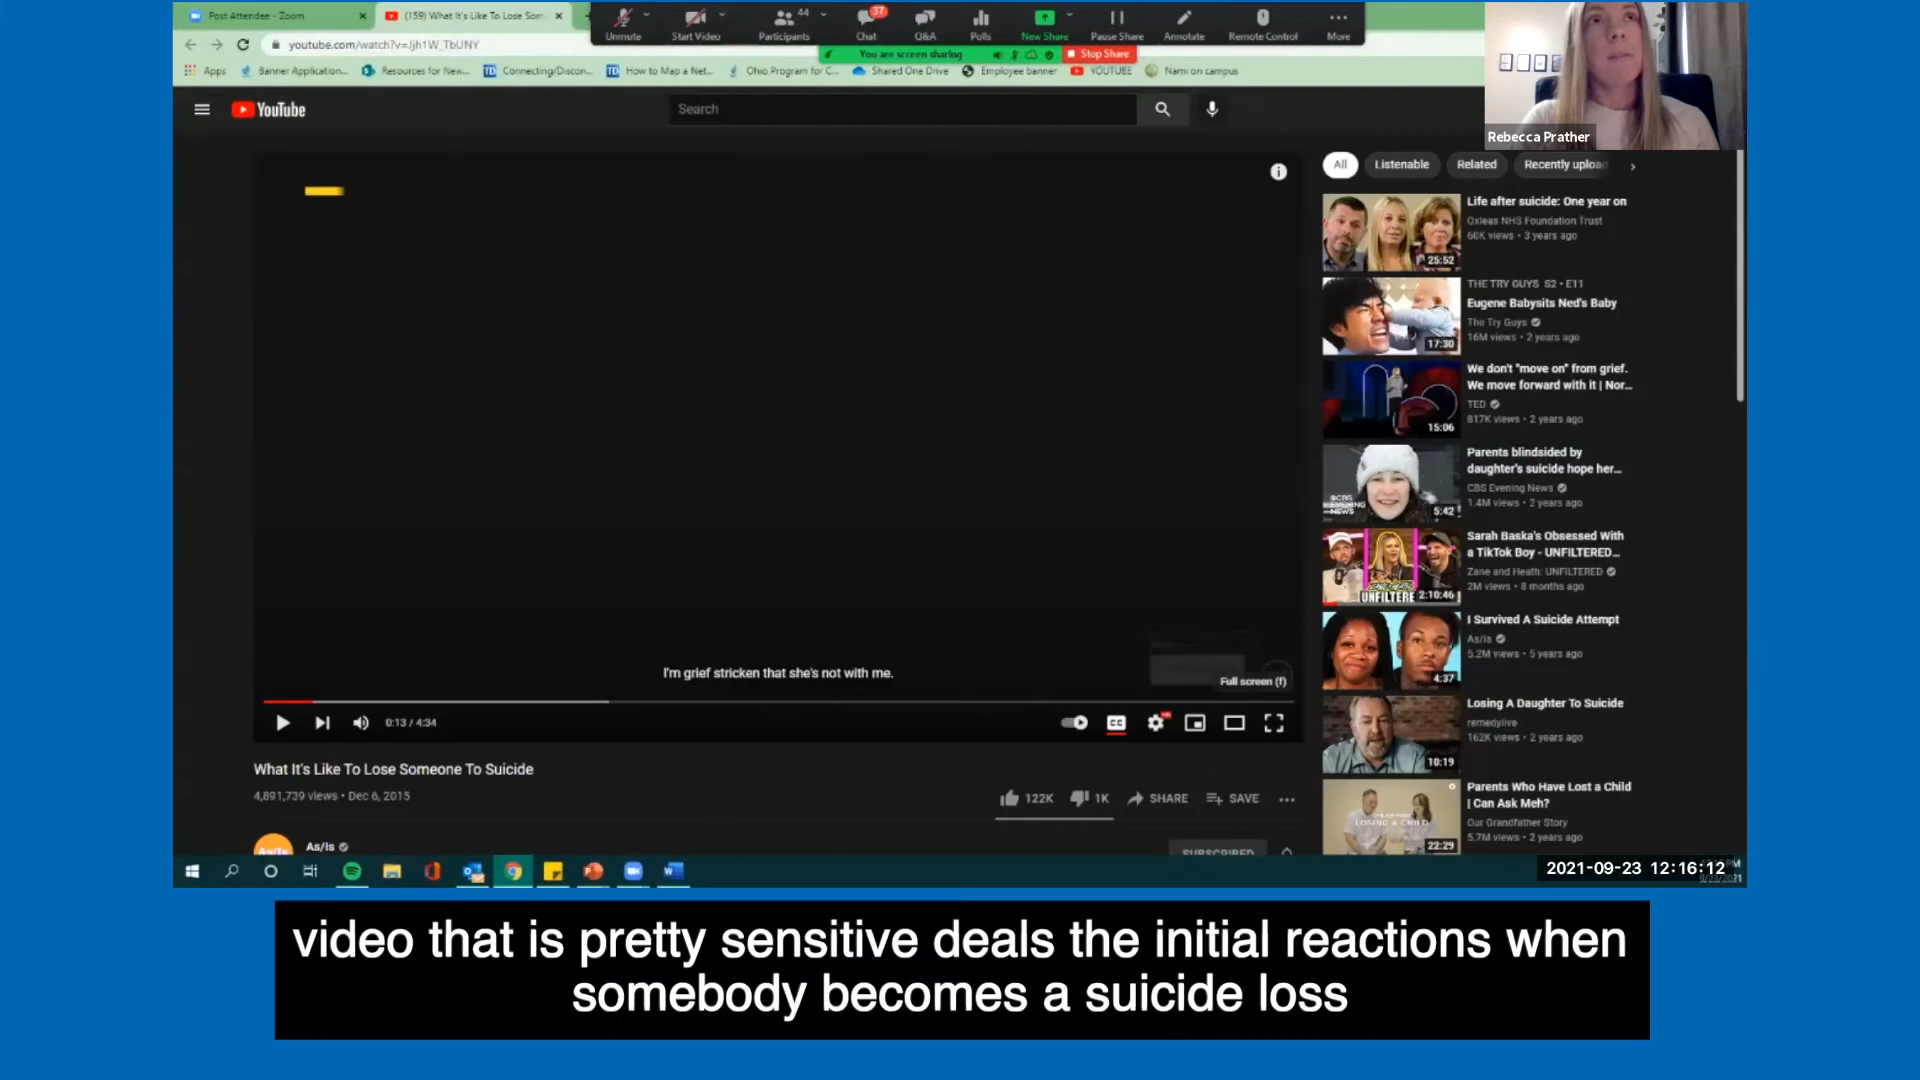 Post Attendee - Zoom
(159) What It's Like To Lose Som
youtube.com/watch?v=Jjh1W_TbUNY
Unmute
Start Video
44
Participants
37
Chat
Q&A
Polls
New Share
Pause Share
Annotate
Remote Control
More
You are screen sharing
Stop Share
Apps
Banner Application...
Resources for New...
Connecting/Discon...
How to Map a Net...
Ohio Program for C...
Shared One Drive
Employee banner
YOUTUBE
Nami on campus
YouTube
Search
Rebecca Prather
All
Listenable
Related
Recently uploa
Life after suicide: One year on
Oxleas NHS Foundation Trust
60K views • 3 years ago
25:52
THE TRY GUYS S2 • E11
Eugene Babysits Ned's Baby
The Try Guys
16M views • 2 years ago
17:30
We don't "move on" from grief.
We move forward with it | Nor...
TED
817K views • 2 years ago
15:06
Parents blindsided by
daughter's suicide hope her...
CBS Evening News
1.4M views • 2 years ago
5:42
Sarah Baska's Obsessed With
a TikTok Boy - UNFILTERED...
Zane and Heath: UNFILTERED
2M views • 8 months ago
UNFILTERE
2:10:46
I Survived A Suicide Attempt
As/Is
5.2M views • 5 years ago
4:37
Losing A Daughter To Suicide
remedylive
162K views • 2 years ago
10:19
Parents Who Have Lost a Child
| Can Ask Meh?
Our Grandfather Story
5.7M views • 2 years ago
LOSING A CHILD
22:29
I'm grief stricken that she's not with me.
Full screen (f)
0:13 / 4:34
CC
What It's Like To Lose Someone To Suicide
4,891,739 views • Dec 6, 2015
122K
1K
SHARE
SAVE
As/Is
SUBSCRIBED
2021-09-23 12:16:12
video that is pretty sensitive deals the initial reactions when
somebody becomes a suicide loss